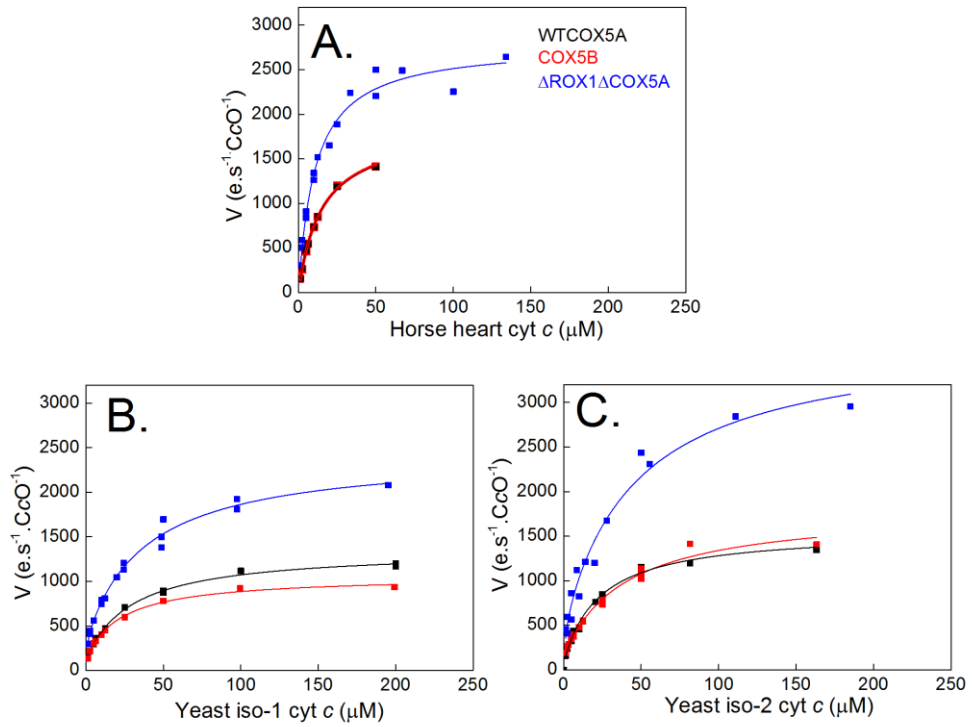 A.
WTCOX5A
COX5B
ΔROX1ΔCOX5A
3000
2500
2000
1500
1000
500
0
V (e.s⁻¹·CcO⁻¹)
0 50 100 150 200 250
Horse heart cyt c (μM)
B.
3000
2500
2000
1500
1000
500
0
V (e.s⁻¹.CcO⁻¹)
0 50 100 150 200 250
Yeast iso-1 cyt c (μM)
C.
3000
2500
2000
1500
1000
500
0
V (e.s⁻¹.CcO⁻¹)
0 50 100 150 200 250
Yeast iso-2 cyt c (μM)